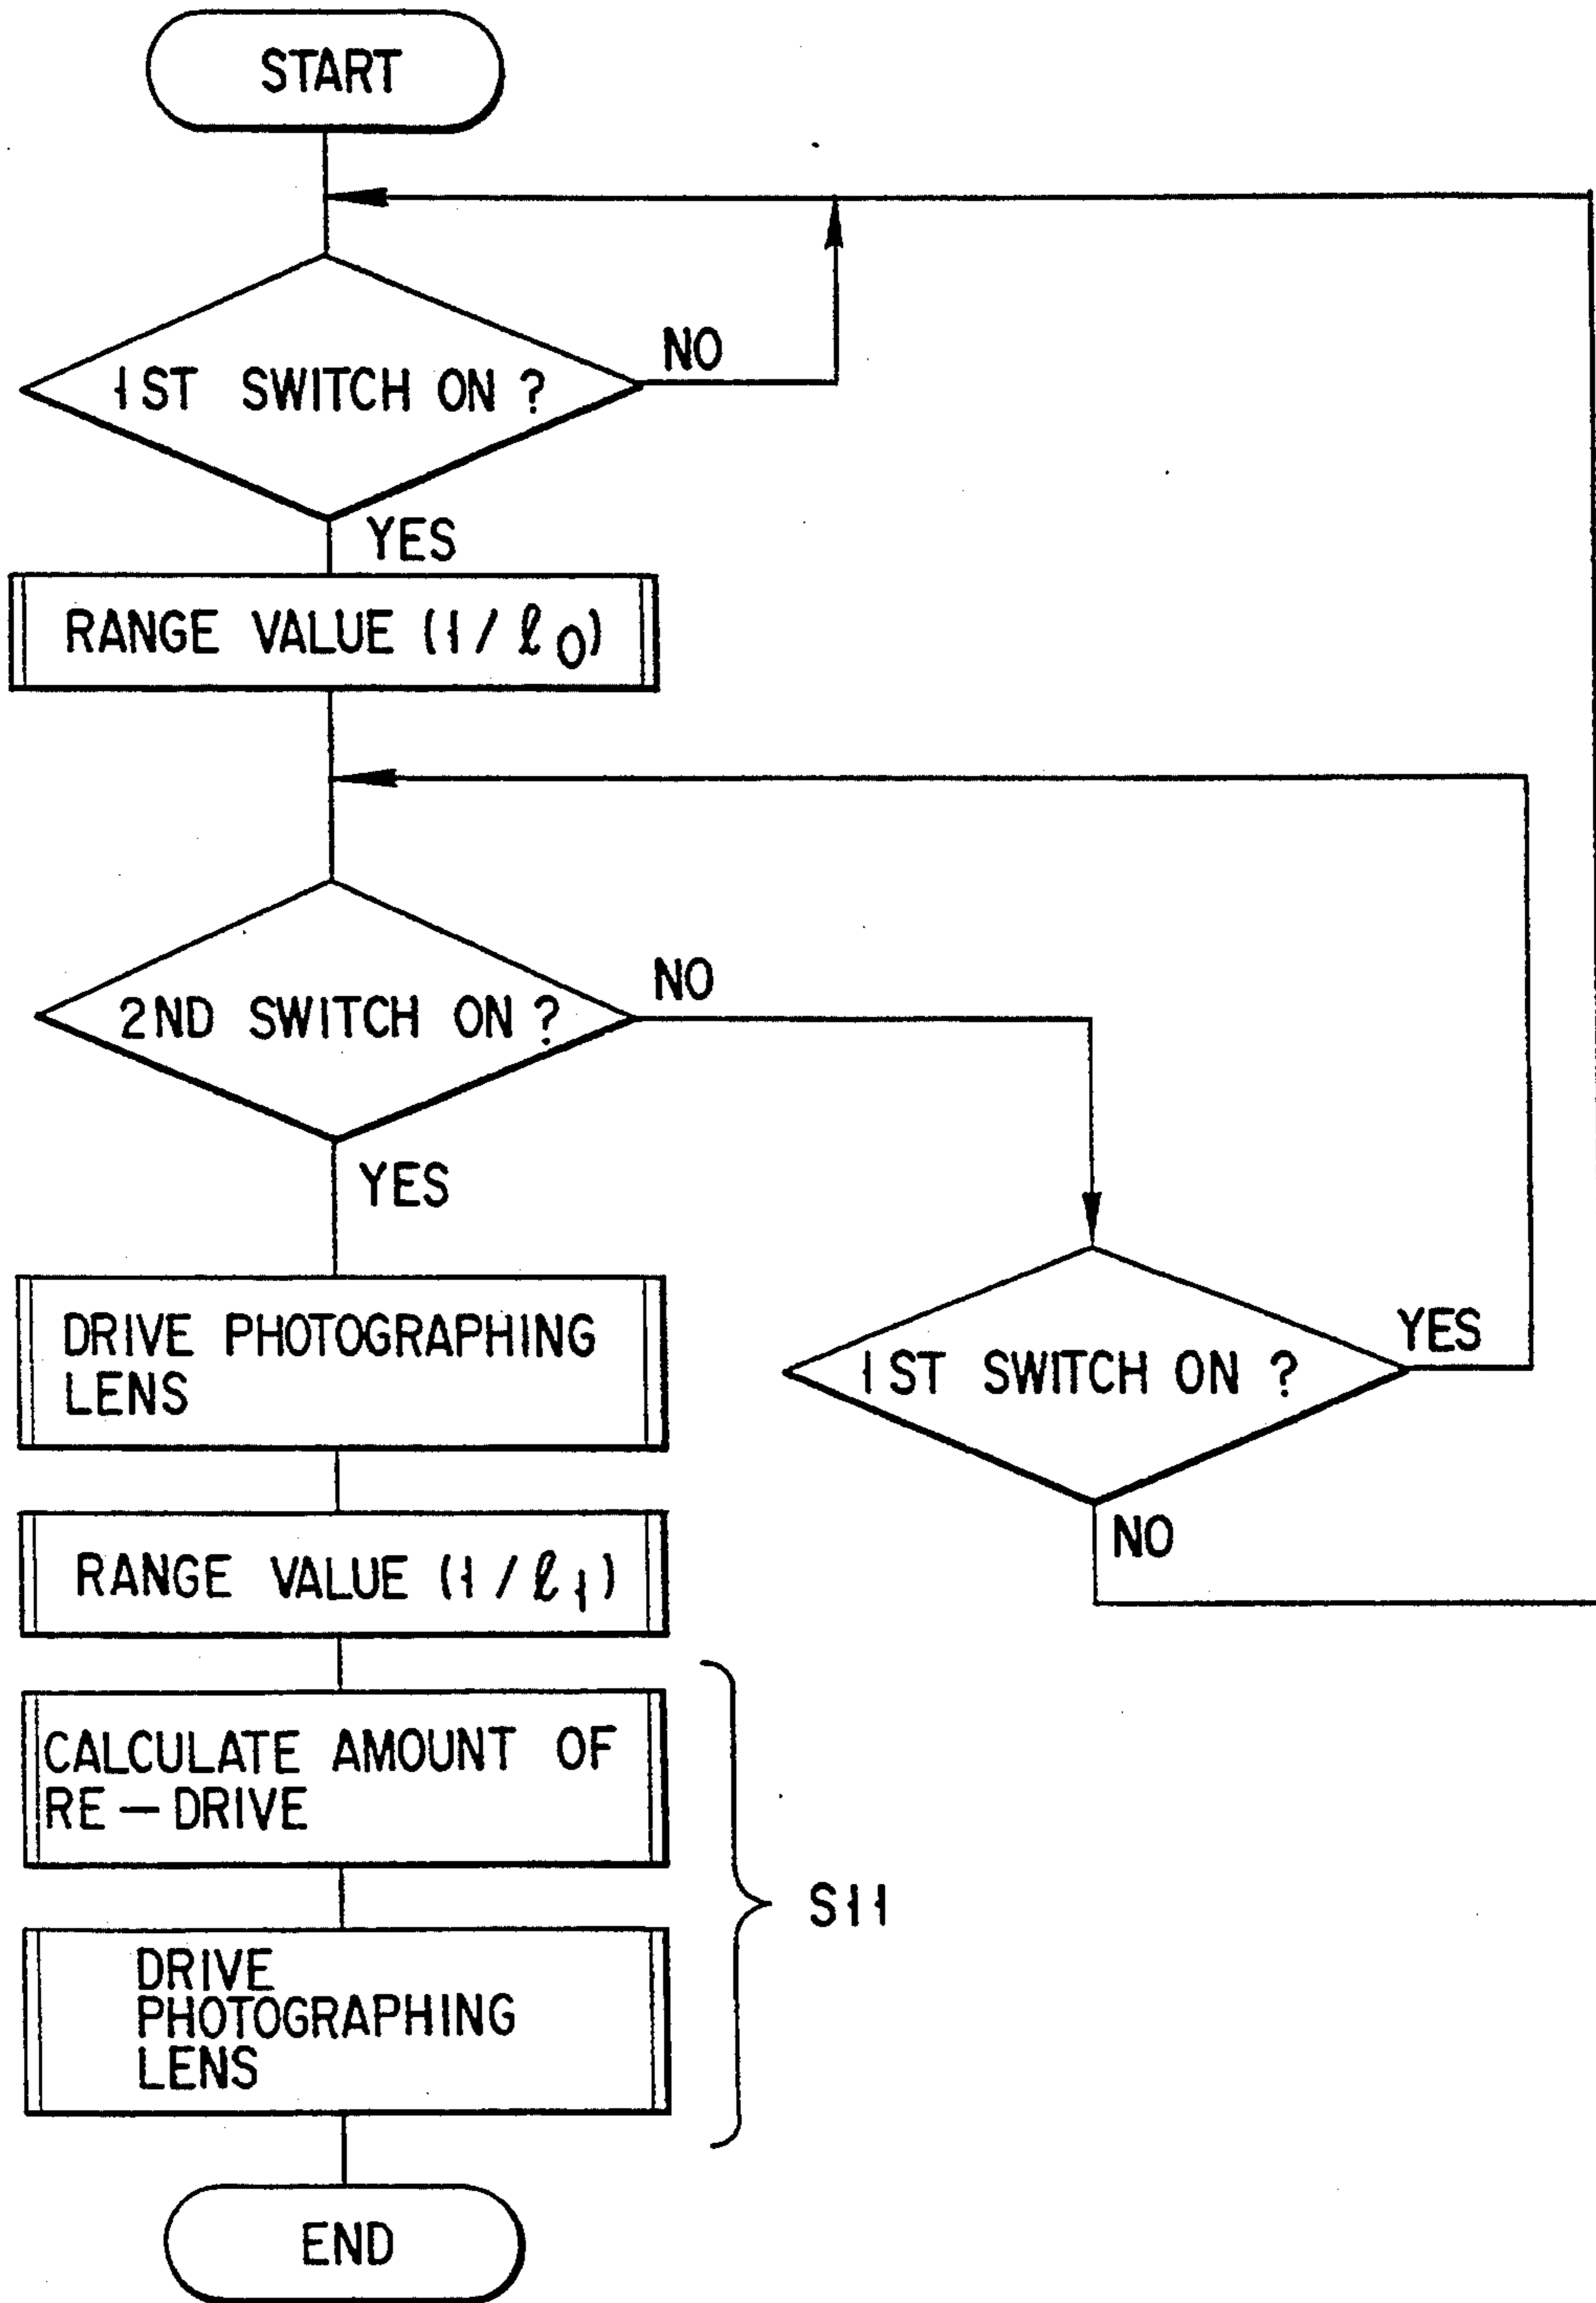 START
1ST SWITCH ON ?
NO
YES
RANGE VALUE (1/ℓ0)
2ND SWITCH ON ?
NO
YES
DRIVE PHOTOGRAPHING
LENS
1ST SWITCH ON ?
YES
NO
RANGE VALUE (1/ℓ1)
CALCULATE AMOUNT OF
RE-DRIVE
S11
DRIVE
PHOTOGRAPHING
LENS
END